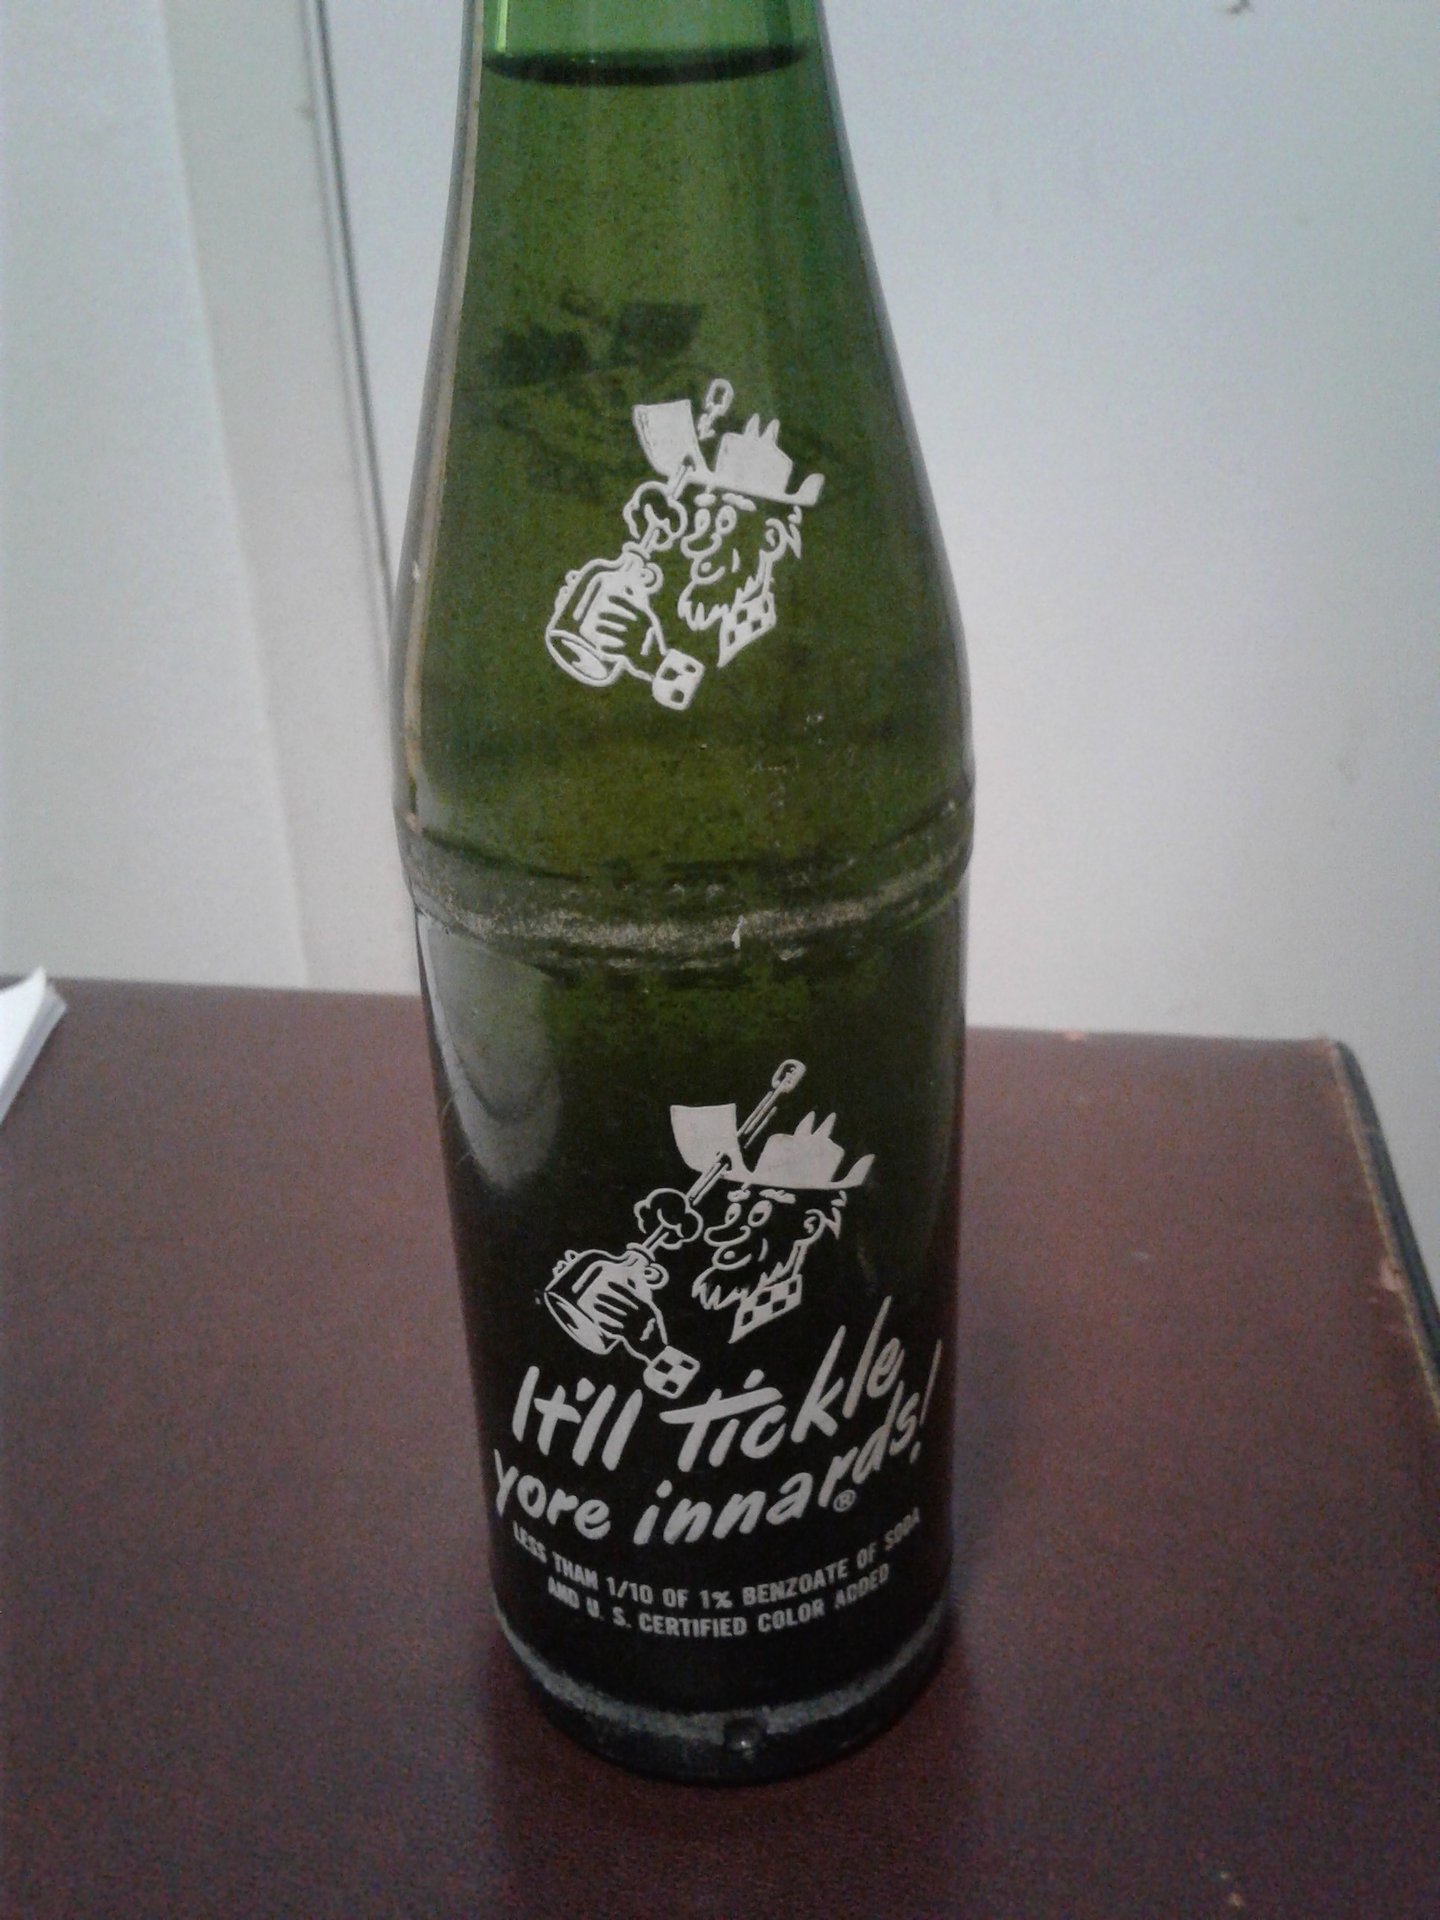 It'll Tickle
yore innards!
®
LESS THAN 1/10 OF 1% BENZOATE OF SODA
AND U. S. CERTIFIED COLOR ADDED